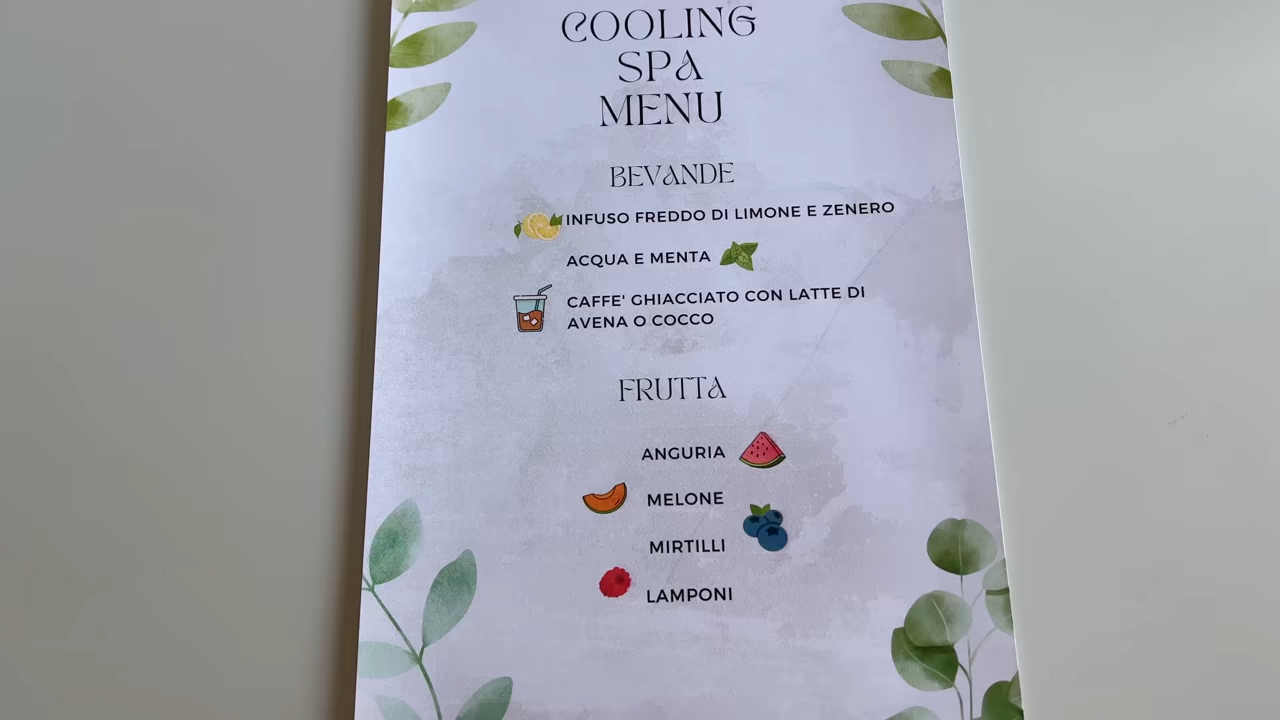 COOLING
SPA
MENU
BEVANDE
INFUSO FREDDO DI LIMONE E ZENERO
ACQUA E MENTA
CAFFE' GHIACCIATO CON LATTE DI
AVENA O COCCO
FRUTTA
ANGURIA
MELONE
MIRTILLI
LAMPONI